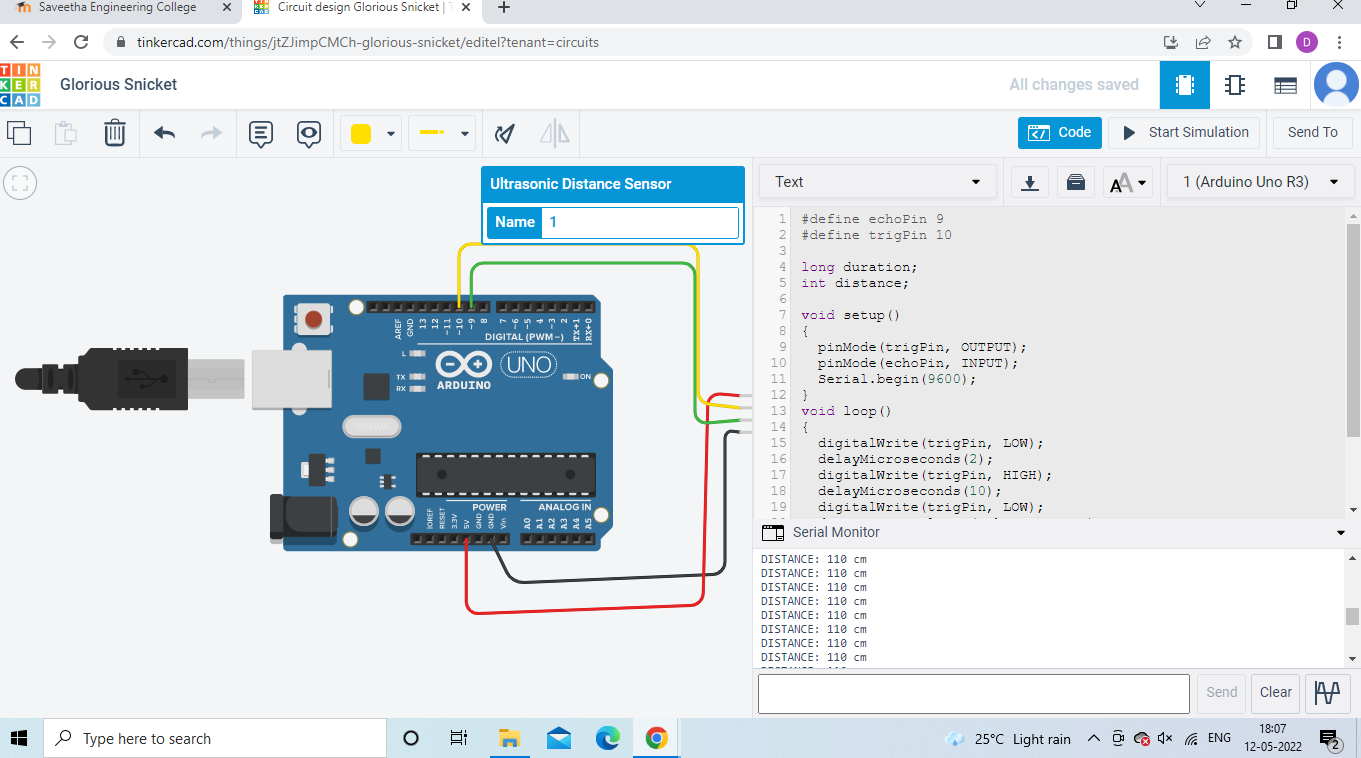 Saveetha Engineering College
Circuit design Glorious Snicket | T
tinkercad.com/things/jtZJimpCMCh-glorious-snicket/editel?tenant=circuits
D
TIN
KER
CAD
Glorious Snicket
All changes saved
Code
Start Simulation
Send To
Ultrasonic Distance Sensor
Name 1
Text
1 (Arduino Uno R3)
1 #define echoPin 9
2 #define trigPin 10
3
4 long duration;
5 int distance;
6
7 void setup()
8 {
9 pinMode(trigPin, OUTPUT);
10 pinMode(echoPin, INPUT);
11 Serial.begin(9600);
12 }
13 void loop()
14 {
15 digitalWrite(trigPin, LOW);
16 delayMicroseconds(2);
17 digitalWrite(trigPin, HIGH);
18 delayMicroseconds(10);
19 digitalWrite(trigPin, LOW);
AREF GND 13 12 ~11 ~10 ~9 8 7 ~6 ~5 4 ~3 2 TX→1 RX←0
DIGITAL (PWM~)
L
TX
RX
ARDUINO
UNO
ON
POWER
ANALOG IN
IOREF RESET 3.3V 5V GND GND Vin A0 A1 A2 A3 A4 A5
Serial Monitor
DISTANCE: 110 cm
DISTANCE: 110 cm
DISTANCE: 110 cm
DISTANCE: 110 cm
DISTANCE: 110 cm
DISTANCE: 110 cm
DISTANCE: 110 cm
DISTANCE: 110 cm
Send
Clear
Type here to search
25°C Light rain
ENG
18:07
12-05-2022
2